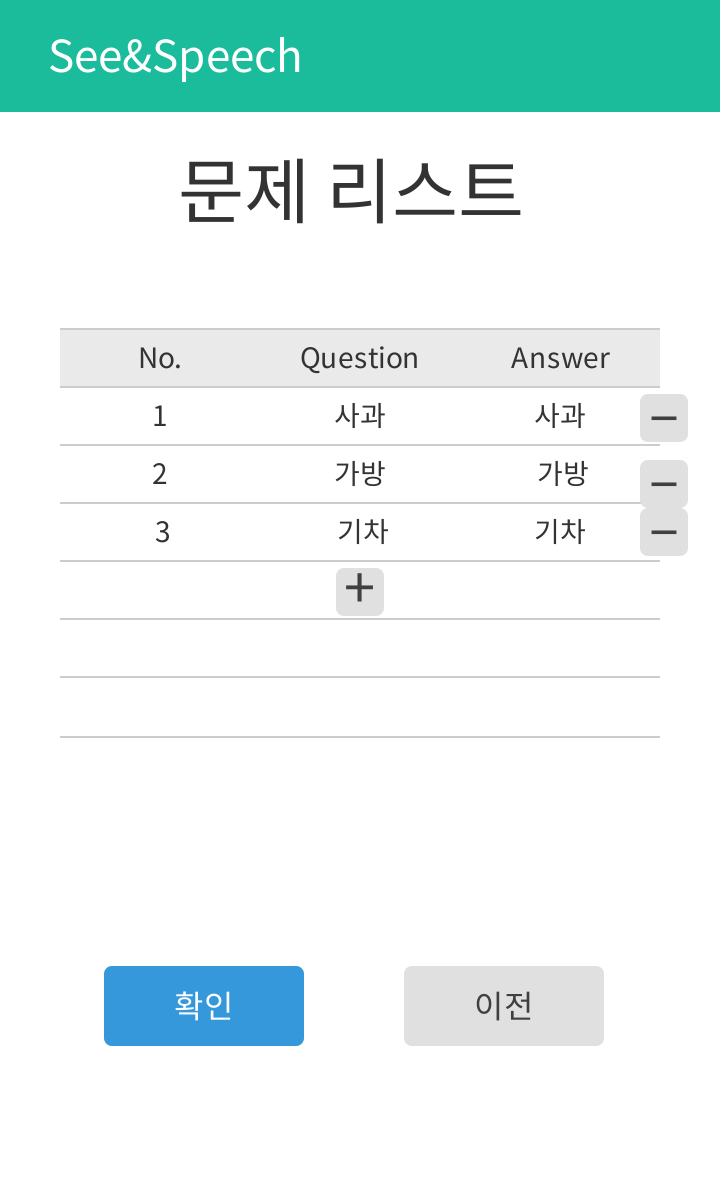 See&Speech
문제 리스트
No. Question Answer
1 사과 사과 －
2 가방 가방 －
3 기차 기차 －
＋
확인 이전